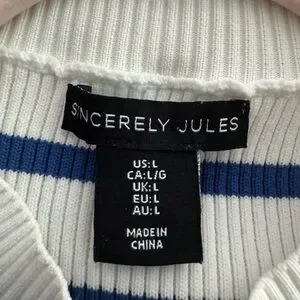 SINCERELY JULES
US:L
CA:L/G
UK:L
EU:L
AU:L
MADE IN
CHINA